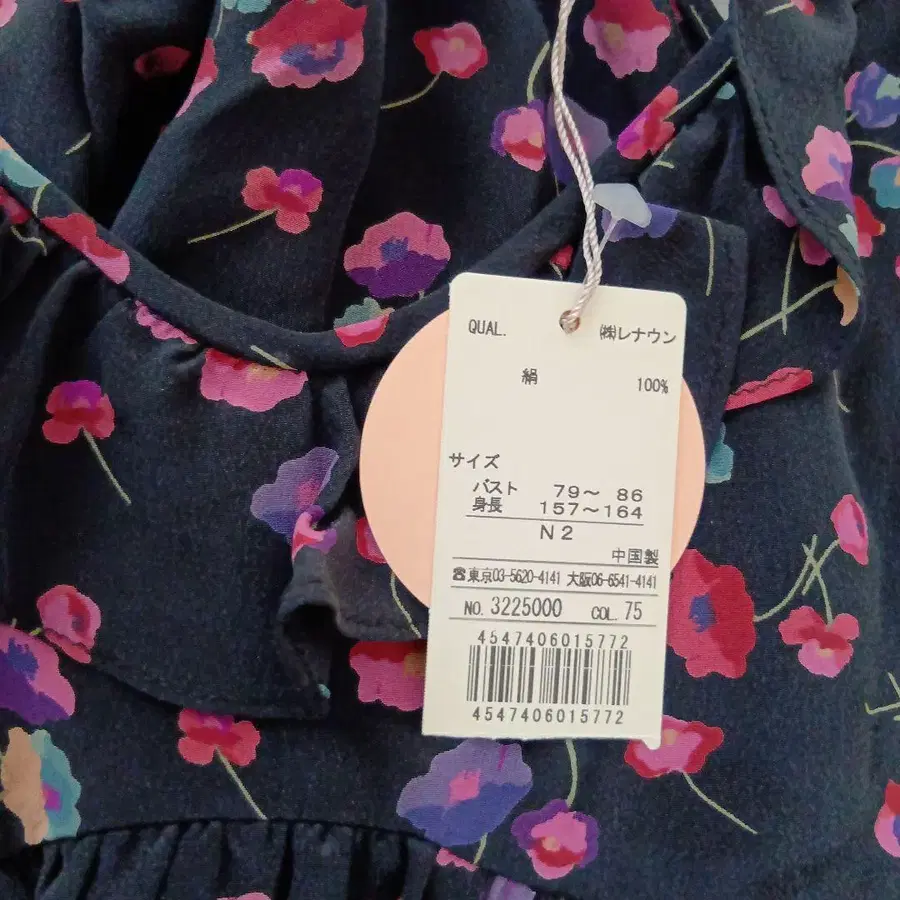 QUAL. ㈱レナウン
絹 100%
サイズ
バスト 79～ 86
身長 157～164
N2
中国製
☎東京03-5620-4141 大阪06-6541-4141
NO. 3225000 COL. 75
4547406015772
4547406015772